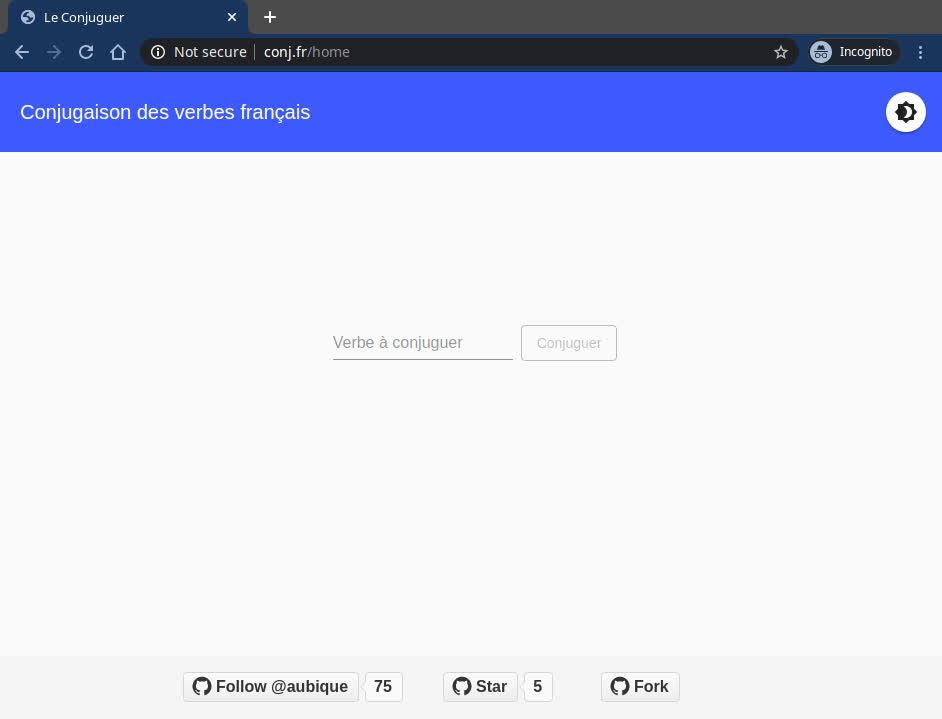 Le Conjuguer
Not secure conj.fr/home Incognito
Conjugaison des verbes français
Verbe à conjuguer Conjuguer
Follow @aubique 75 Star 5 Fork